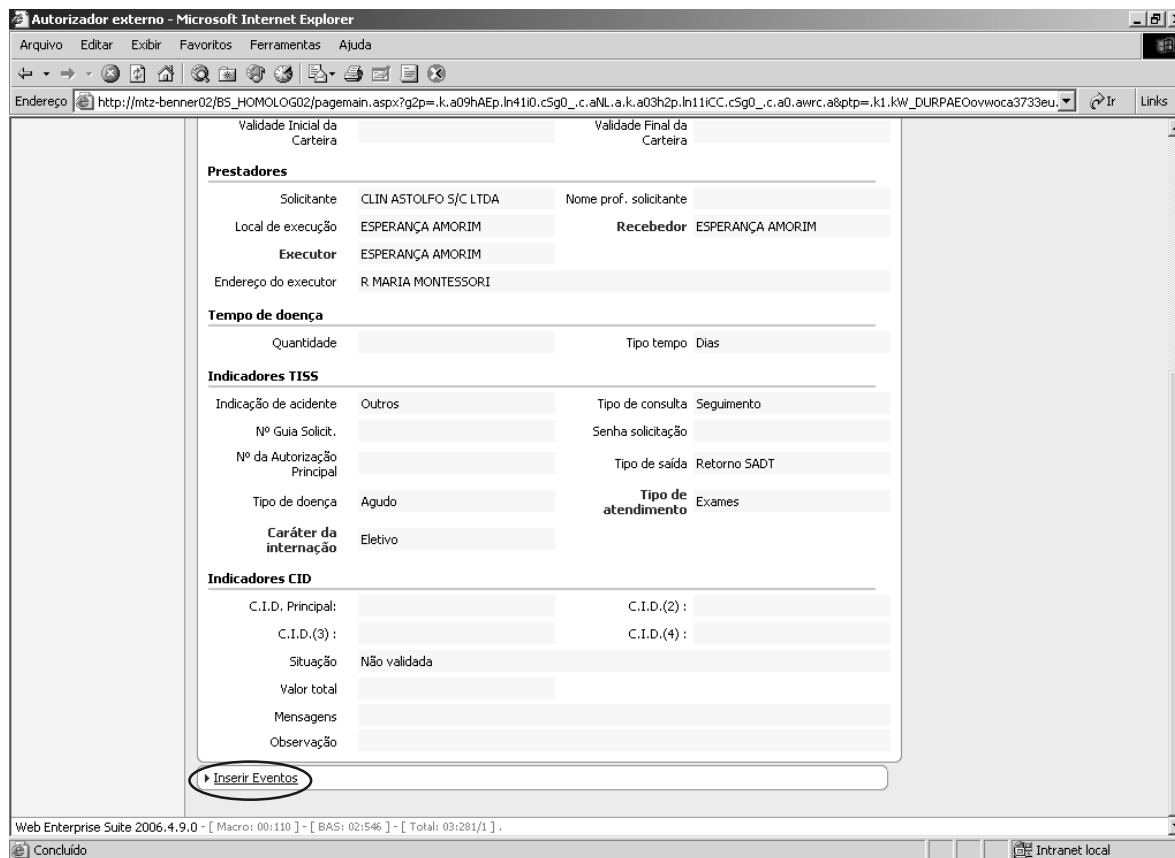 Autorizador externo - Microsoft Internet Explorer
Arquivo Editar Exibir Favoritos Ferramentas Ajuda
Endereço http://mtz-benner02/BS_HOMOLOG02/pagemain.aspx?g2p=.k.a09hAEp.ln41i0.cSg0_.c.aNL.a.k.a03h2p.ln11iCC.cSg0_.c.a0.awrc.a&ptp=.k1.kW_DURPAEOovwoca3733eu. Ir Links
Validade Inicial da Carteira Validade Final da Carteira
Prestadores
Solicitante CLIN ASTOLFO S/C LTDA Nome prof. solicitante
Local de execução ESPERANÇA AMORIM Recebedor ESPERANÇA AMORIM
Executor ESPERANÇA AMORIM
Endereço do executor R MARIA MONTESSORI
Tempo de doença
Quantidade Tipo tempo Dias
Indicadores TISS
Indicação de acidente Outros Tipo de consulta Seguimento
Nº Guia Solicit. Senha solicitação
Nº da Autorização Principal Tipo de saída Retorno SADT
Tipo de doença Agudo Tipo de atendimento Exames
Caráter da internação Eletivo
Indicadores CID
C.I.D. Principal: C.I.D.(2) :
C.I.D.(3) : C.I.D.(4) :
Situação Não validada
Valor total
Mensagens
Observação
Inserir Eventos
Web Enterprise Suite 2006.4.9.0 - [ Macro: 00:110 ] - [ BAS: 02:546 ] - [ Total: 03:281/1 ] .
Concluído Intranet local